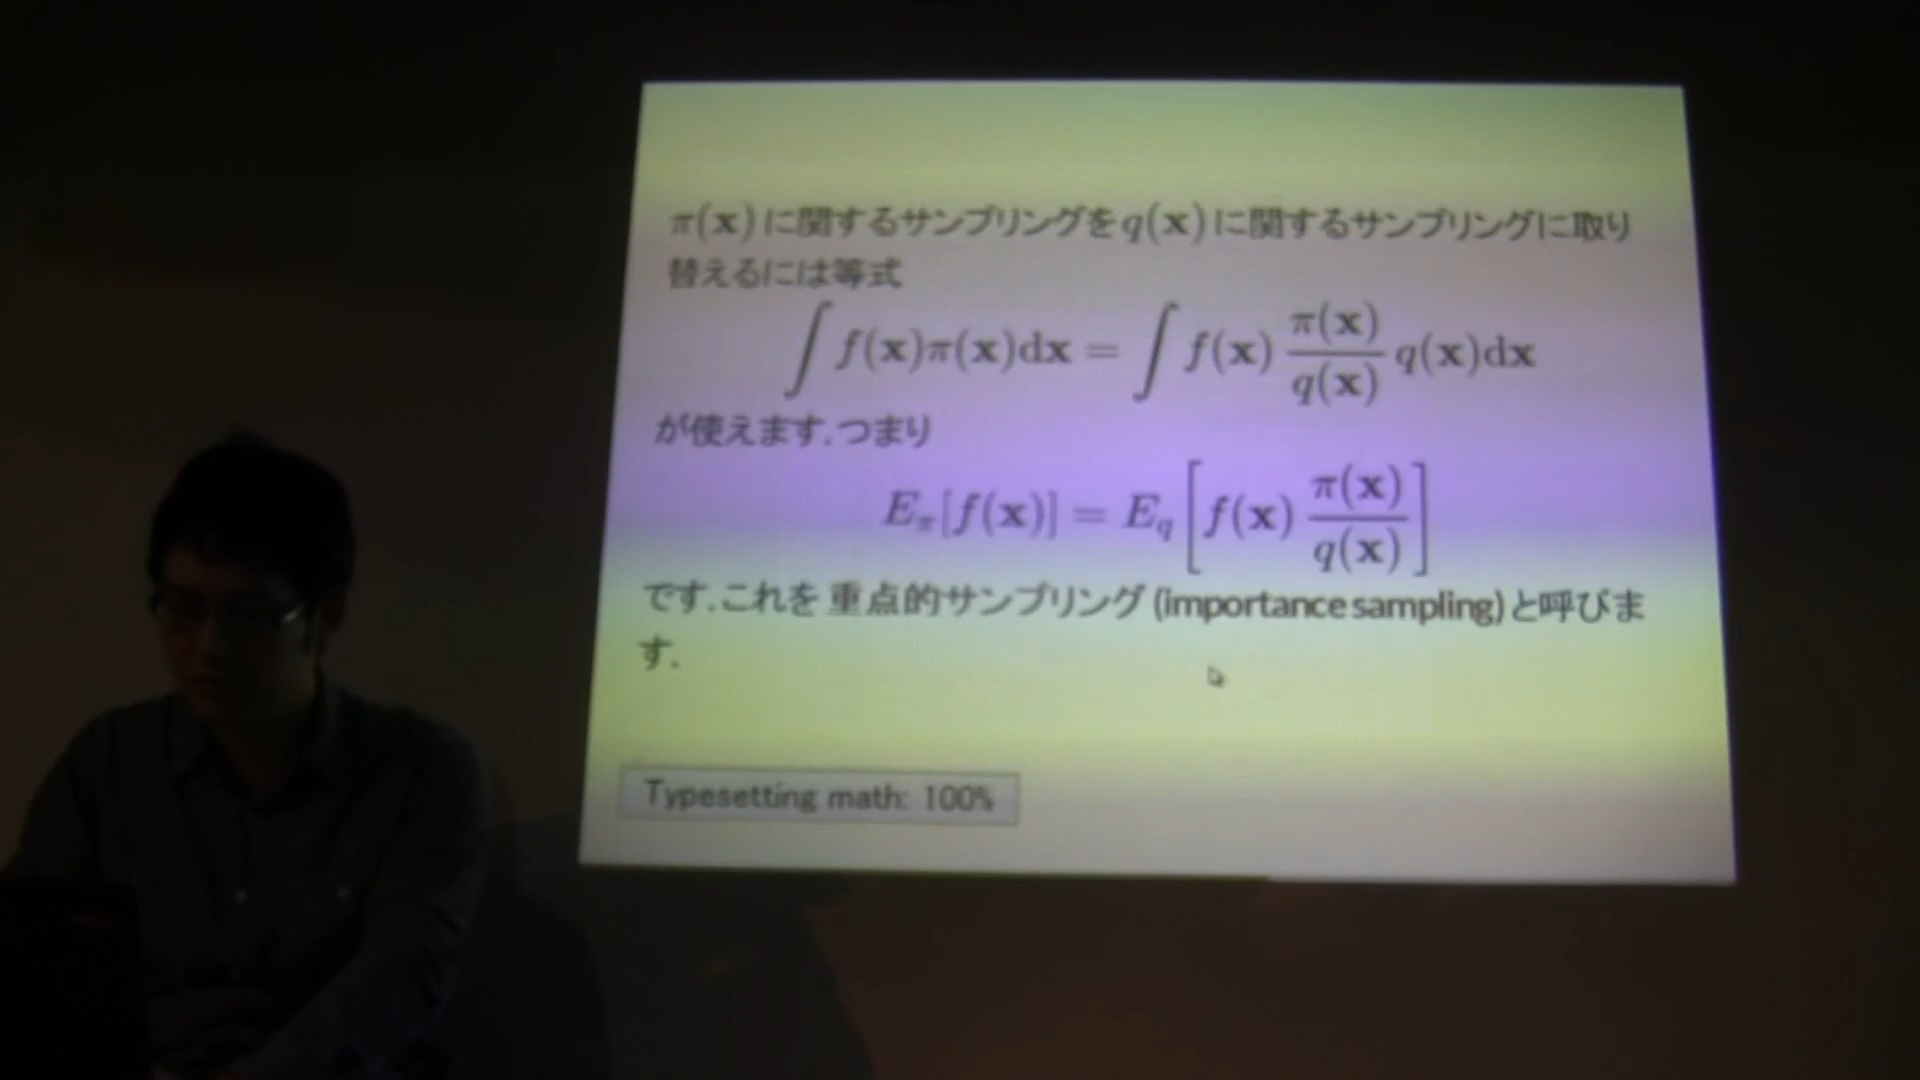 π(x)に関するサンプリングをq(x)に関するサンプリングに取り
替えるには等式
∫ f(x)π(x)dx = ∫ f(x) π(x)/q(x) q(x)dx
が使えます.つまり
E_π[f(x)] = E_q[f(x) π(x)/q(x)]
です.これを 重点的サンプリング (importance sampling) と呼びま
す.
Typesetting math: 100%